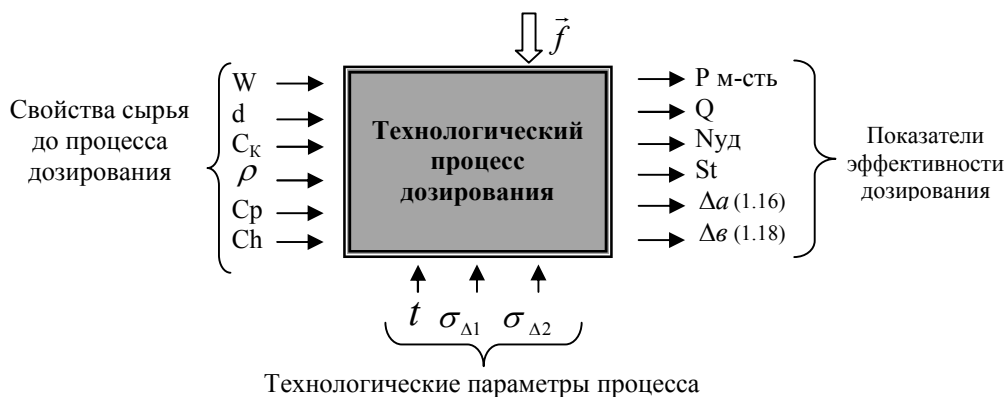 f⃗
Свойства сырья
до процесса
дозирования
W
d
Cк
ρ
Cp
Ch
Технологический
процесс
дозирования
Р м-сть
Q
Nуд
St
Δa (1.16)
Δв (1.18)
Показатели
эффективности
дозирования
t σΔ1 σΔ2
Технологические параметры процесса